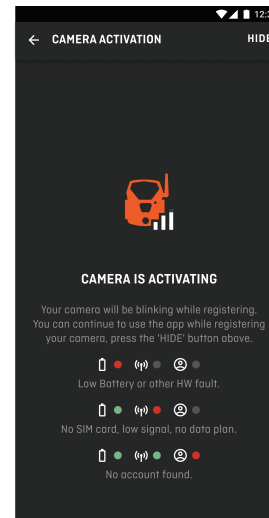 12:3
CAMERA ACTIVATION HIDE
CAMERA IS ACTIVATING
Your camera will be blinking while registering.
You can continue to use the app while registering
your camera, press the 'HIDE' button above.
Low Battery or other HW fault.
No SIM card, low signal, no data plan.
No account found.